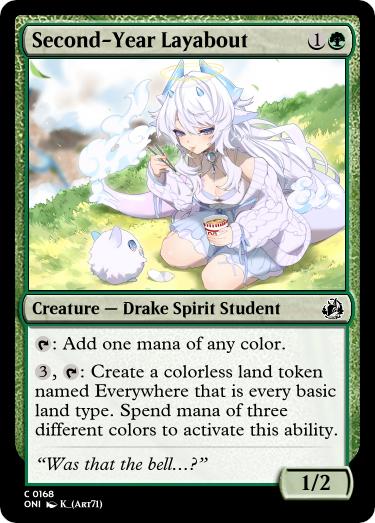 Second-Year Layabout 1
Creature — Drake Spirit Student
: Add one mana of any color.
3, : Create a colorless land token
named Everywhere that is every basic
land type. Spend mana of three
different colors to activate this ability.
“Was that the bell...?”
1/2
C 0168
ONI K_(Art71)